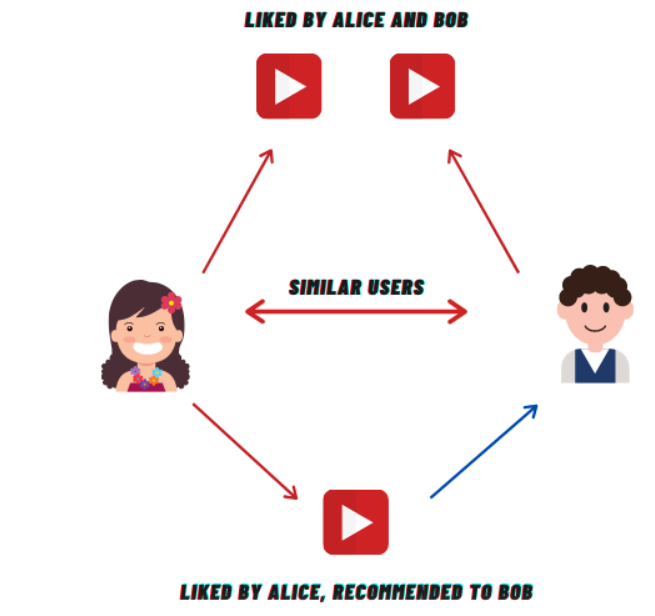 LIKED BY ALICE AND BOB
SIMILAR USERS
LIKED BY ALICE, RECOMMENDED TO BOB